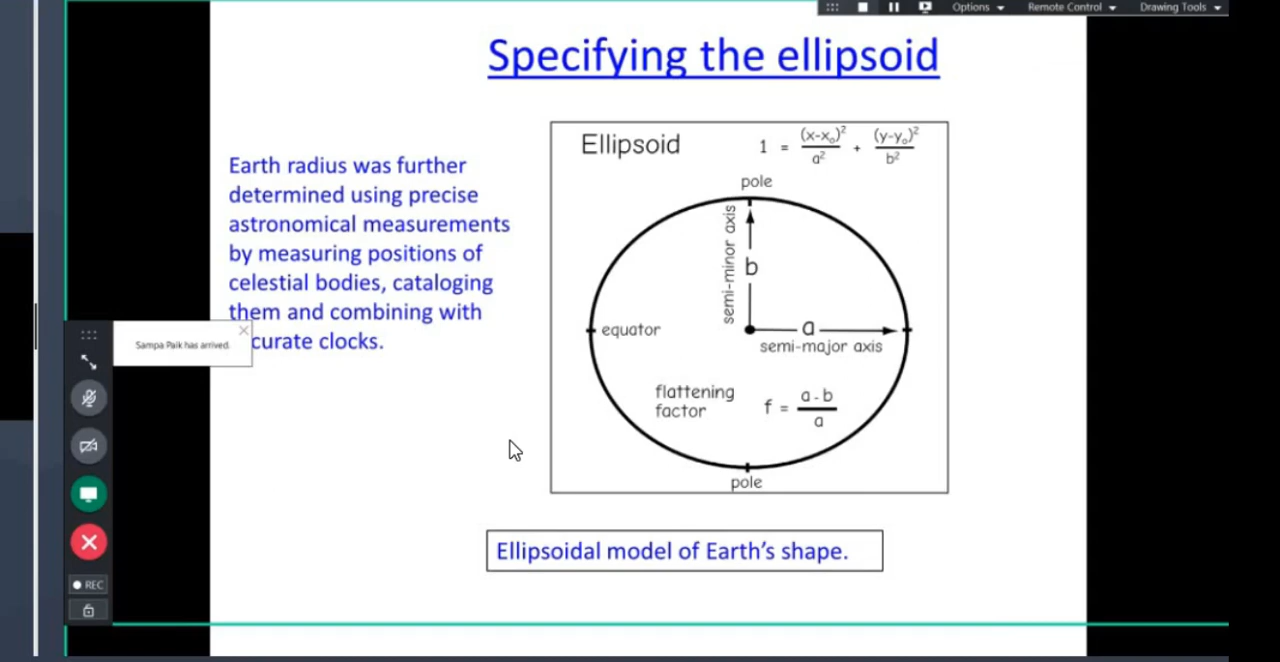 Options Remote Control Drawing Tools
Specifying the ellipsoid
Earth radius was further
determined using precise
astronomical measurements
by measuring positions of
celestial bodies, cataloging
them and combining with
curate clocks.
Sampa Paik has arrived.
REC
Ellipsoid
1 = (x-x₀)²/a² + (y-y₀)²/b²
pole
semi-minor axis
b
equator
a
semi-major axis
flattening
factor
f = a - b / a
pole
Ellipsoidal model of Earth's shape.